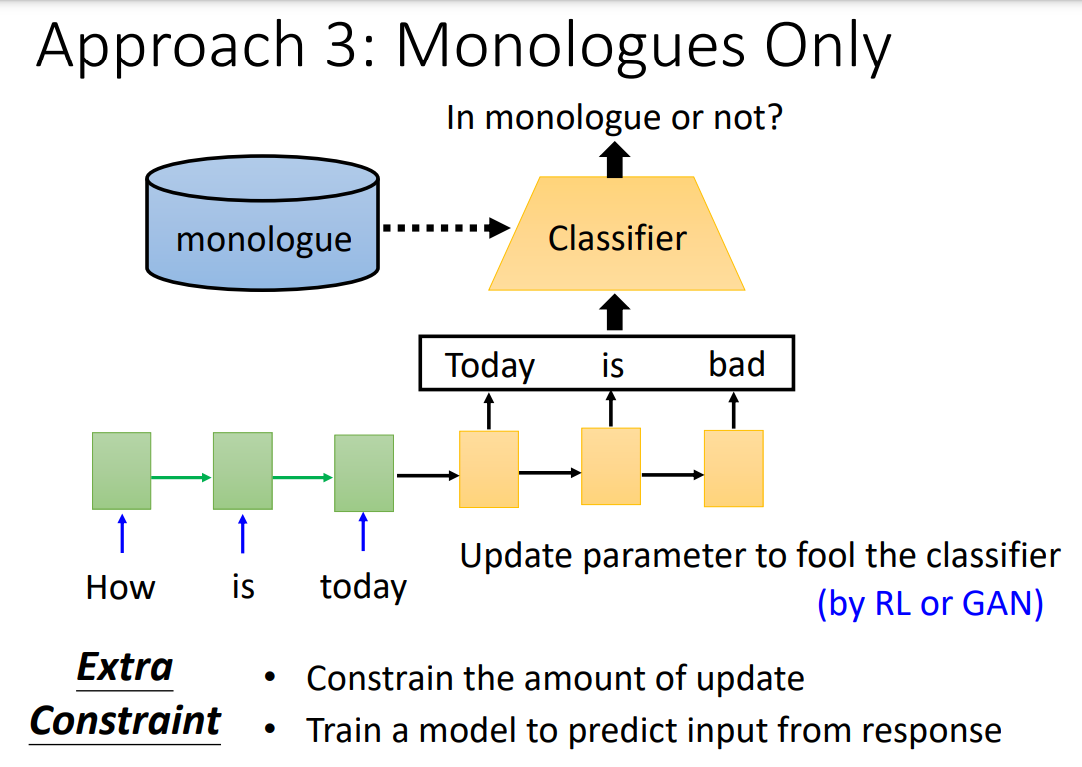 Approach 3: Monologues Only
In monologue or not?
monologue
Classifier
Today is bad
How is today
Update parameter to fool the classifier
(by RL or GAN)
Extra
Constraint
• Constrain the amount of update
• Train a model to predict input from response